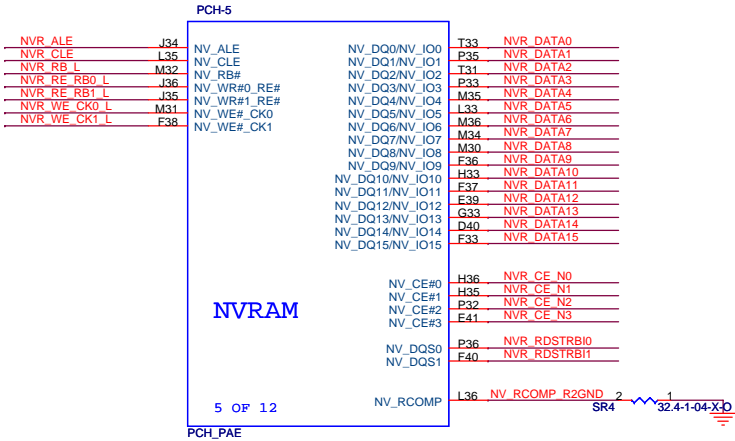 PCH-5
NVR_ALE J34 NV_ALE NV_DQ0/NV_IO0 T33 NVR_DATA0
NVR_CLE L35 NV_CLE NV_DQ1/NV_IO1 P35 NVR_DATA1
NVR_RB_L M32 NV_RB# NV_DQ2/NV_IO2 T31 NVR_DATA2
NVR_RE_RB0_L J36 NV_WR#0_RE# NV_DQ3/NV_IO3 P33 NVR_DATA3
NVR_RE_RB1_L J35 NV_WR#1_RE# NV_DQ4/NV_IO4 M35 NVR_DATA4
NVR_WE_CK0_L M31 NV_WE#_CK0 NV_DQ5/NV_IO5 L33 NVR_DATA5
NVR_WE_CK1_L F38 NV_WE#_CK1 NV_DQ6/NV_IO6 M36 NVR_DATA6
NV_DQ7/NV_IO7 M34 NVR_DATA7
NV_DQ8/NV_IO8 M30 NVR_DATA8
NV_DQ9/NV_IO9 F36 NVR_DATA9
NV_DQ10/NV_IO10 H33 NVR_DATA10
NV_DQ11/NV_IO11 F37 NVR_DATA11
NV_DQ12/NV_IO12 E39 NVR_DATA12
NV_DQ13/NV_IO13 G33 NVR_DATA13
NV_DQ14/NV_IO14 D40 NVR_DATA14
NV_DQ15/NV_IO15 F33 NVR_DATA15
NV_CE#0 H36 NVR_CE_N0
NV_CE#1 H35 NVR_CE_N1
NV_CE#2 P32 NVR_CE_N2
NV_CE#3 E41 NVR_CE_N3
NVRAM
NV_DQS0 P36 NVR_RDSTRBI0
NV_DQS1 F40 NVR_RDSTRBI1
NV_RCOMP L36 NV_RCOMP_R2GND 2 1
5 OF 12 SR4 32.4-1-04-X-O
PCH_PAE